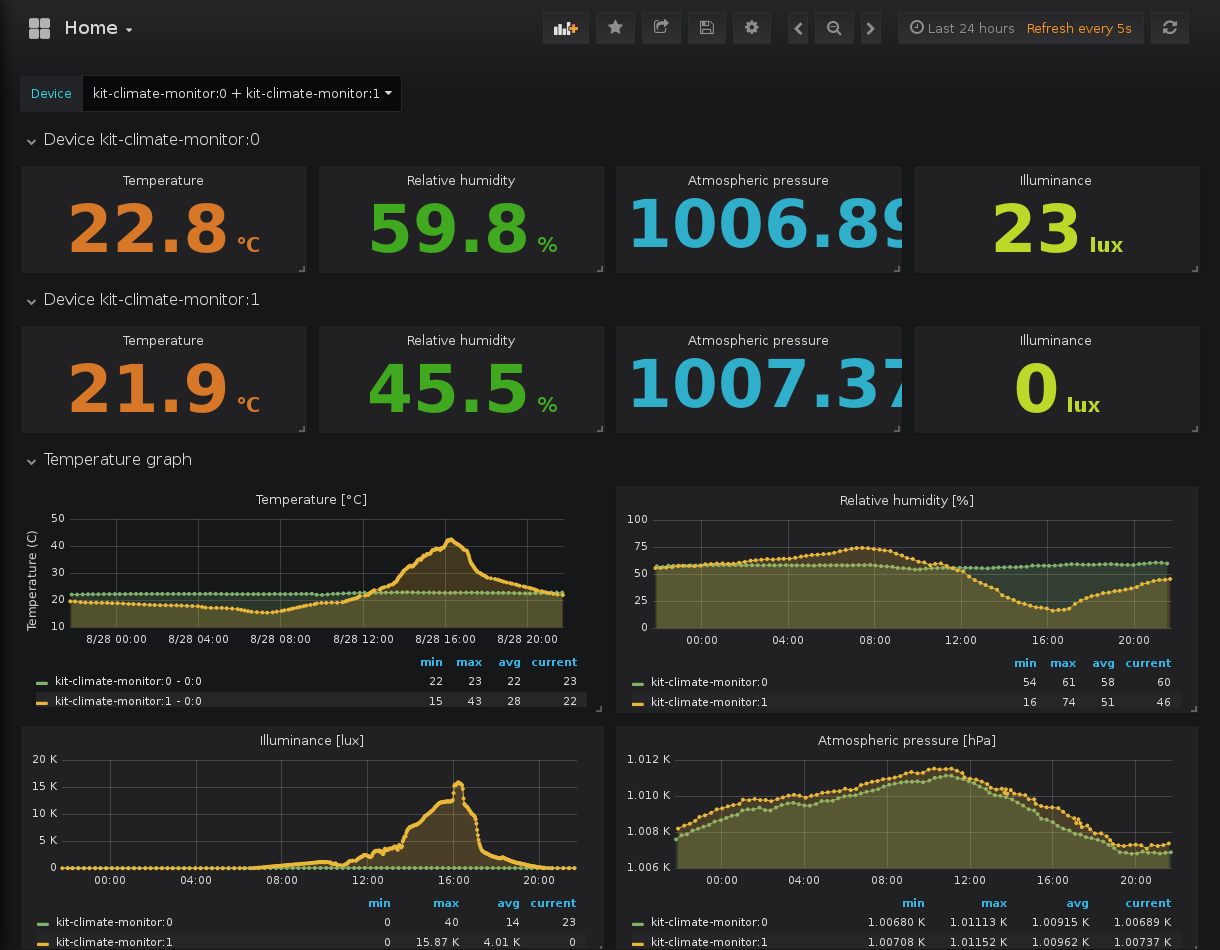 Home
Last 24 hours Refresh every 5s
Device kit-climate-monitor:0 + kit-climate-monitor:1
Device kit-climate-monitor:0
Temperature Relative humidity Atmospheric pressure Illuminance
22.8 °C 59.8 % 1006.89 23 lux
Device kit-climate-monitor:1
Temperature Relative humidity Atmospheric pressure Illuminance
21.9 °C 45.5 % 1007.37 0 lux
Temperature graph
Temperature [°C]
Temperature (C)
50
40
30
20
10
8/28 00:00 8/28 04:00 8/28 08:00 8/28 12:00 8/28 16:00 8/28 20:00
min max avg current
kit-climate-monitor:0 - 0:0 22 23 22 23
kit-climate-monitor:1 - 0:0 15 43 28 22
Relative humidity [%]
100
75
50
25
0
00:00 04:00 08:00 12:00 16:00 20:00
min max avg current
kit-climate-monitor:0 54 61 58 60
kit-climate-monitor:1 16 74 51 46
Illuminance [lux]
20 K
15 K
10 K
5 K
0
00:00 04:00 08:00 12:00 16:00 20:00
min max avg current
kit-climate-monitor:0 0 40 14 23
kit-climate-monitor:1 0 15.87 K 4.01 K 0
Atmospheric pressure [hPa]
1.012 K
1.010 K
1.008 K
1.006 K
00:00 04:00 08:00 12:00 16:00 20:00
min max avg current
kit-climate-monitor:0 1.00680 K 1.01113 K 1.00915 K 1.00689 K
kit-climate-monitor:1 1.00708 K 1.01152 K 1.00962 K 1.00737 K